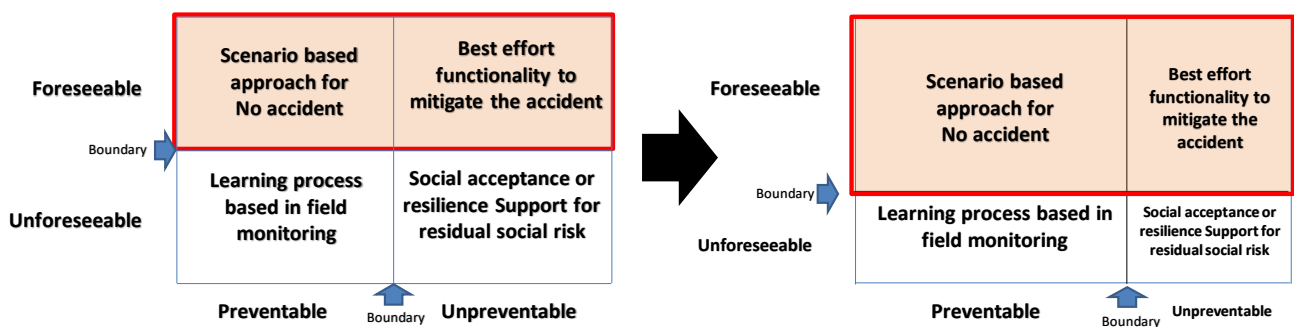 Foreseeable
Scenario based
approach for
No accident
Best effort
functionality to
mitigate the accident
Boundary
Unforeseeable
Learning process
based in field
monitoring
Social acceptance or
resilience Support for
residual social risk
Preventable
Boundary
Unpreventable
Foreseeable
Scenario based
approach for
No accident
Best effort
functionality to
mitigate the
accident
Boundary
Unforeseeable
Learning process based in
field monitoring
Social acceptance or
resilience Support for
residual social risk
Preventable
Boundary
Unpreventable